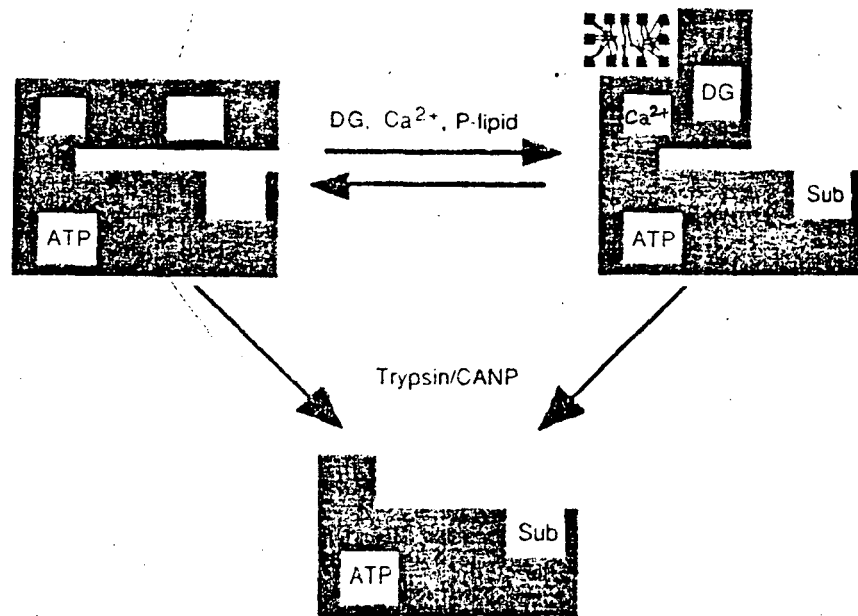 DG
DG, Ca²⁺, P-lipid
Ca²⁺
Sub
ATP
ATP
Trypsin/CANP
Sub
ATP